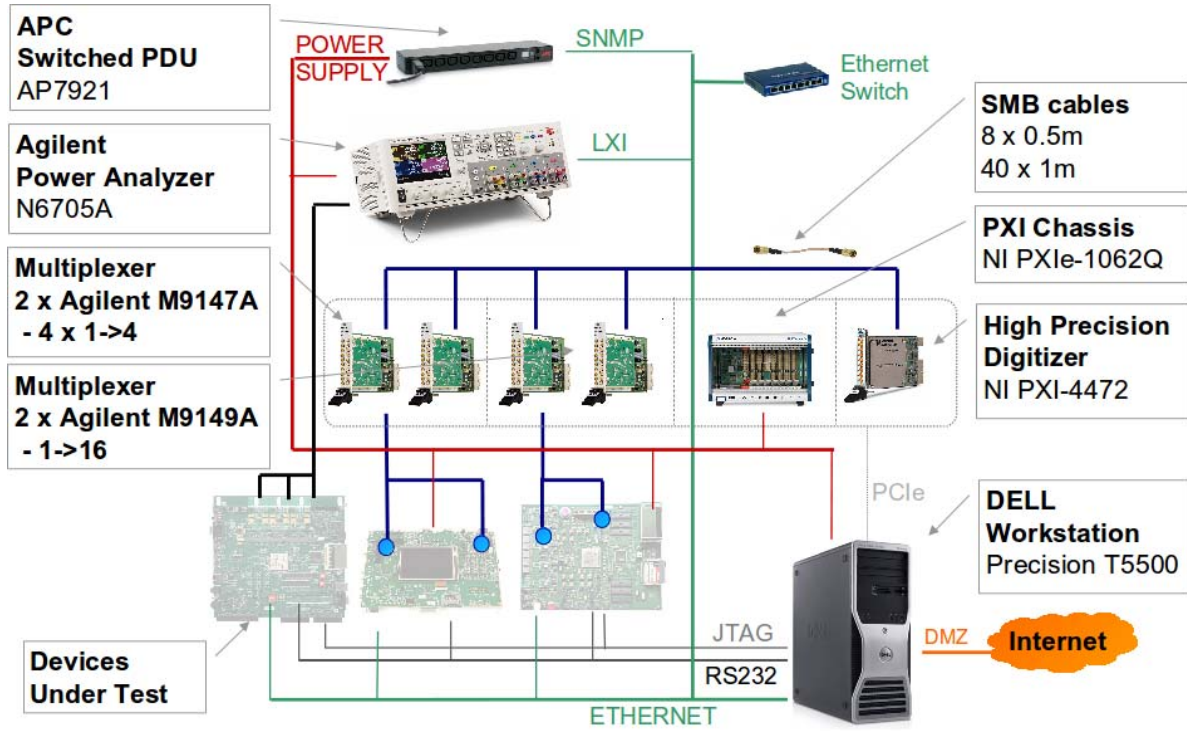 APC
Switched PDU
AP7921
POWER
SUPPLY
SNMP
Ethernet
Switch
SMB cables
8 x 0.5m
40 x 1m
Agilent
Power Analyzer
N6705A
LXI
PXI Chassis
NI PXIe-1062Q
Multiplexer
2 x Agilent M9147A
- 4 x 1->4
High Precision
Digitizer
NI PXI-4472
Multiplexer
2 x Agilent M9149A
- 1->16
PCIe
DELL
Workstation
Precision T5500
JTAG
RS232
DMZ
Internet
Devices
Under Test
ETHERNET